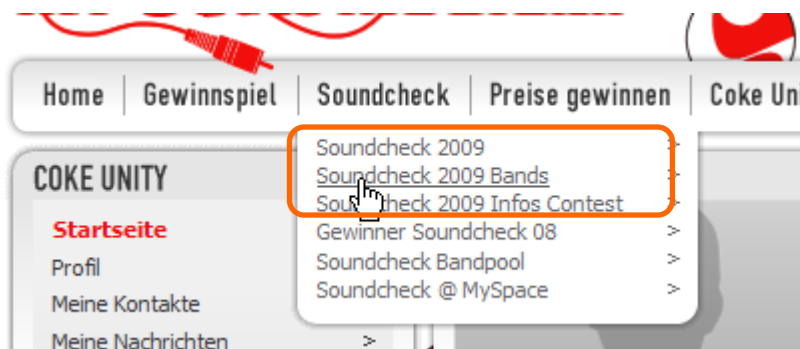 Home
Gewinnspiel
Soundcheck
Preise gewinnen
Coke Uni
Soundcheck 2009 >
Soundcheck 2009 Bands >
Soundcheck 2009 Infos Contest >
Gewinner Soundcheck 08 >
Soundcheck Bandpool >
Soundcheck @ MySpace >
COKE UNITY
Startseite
Profil
Meine Kontakte
Meine Nachrichten >